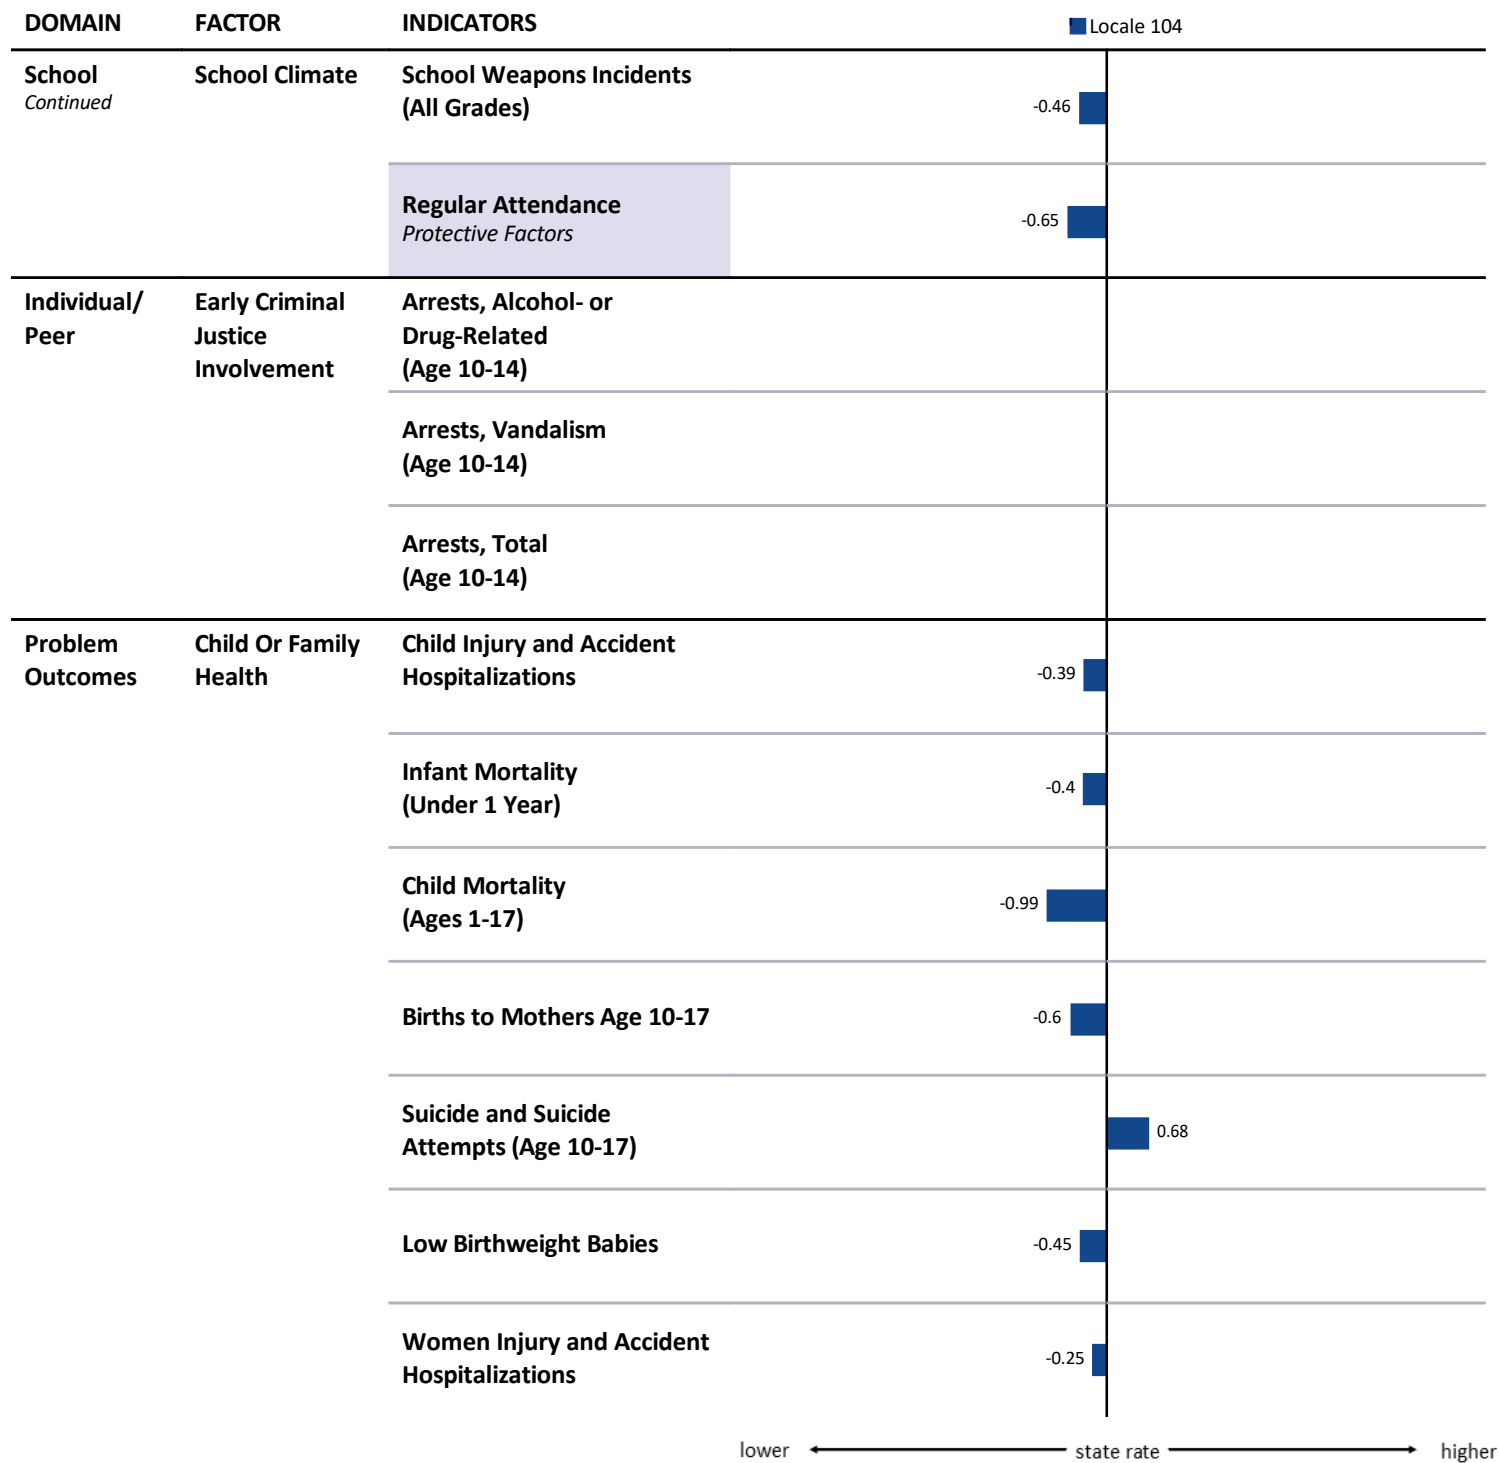 DOMAIN FACTOR INDICATORS Locale 104
School School Climate School Weapons Incidents
Continued (All Grades)
-0.46
Regular Attendance
Protective Factors
-0.65
Individual/ Early Criminal Arrests, Alcohol- or
Peer Justice Drug-Related
Involvement (Age 10-14)
Arrests, Vandalism
(Age 10-14)
Arrests, Total
(Age 10-14)
Problem Child Or Family Child Injury and Accident
Outcomes Health Hospitalizations
-0.39
Infant Mortality
(Under 1 Year)
-0.4
Child Mortality
(Ages 1-17)
-0.99
Births to Mothers Age 10-17 -0.6
Suicide and Suicide
Attempts (Age 10-17)
0.68
Low Birthweight Babies -0.45
Women Injury and Accident
Hospitalizations
-0.25
lower state rate higher